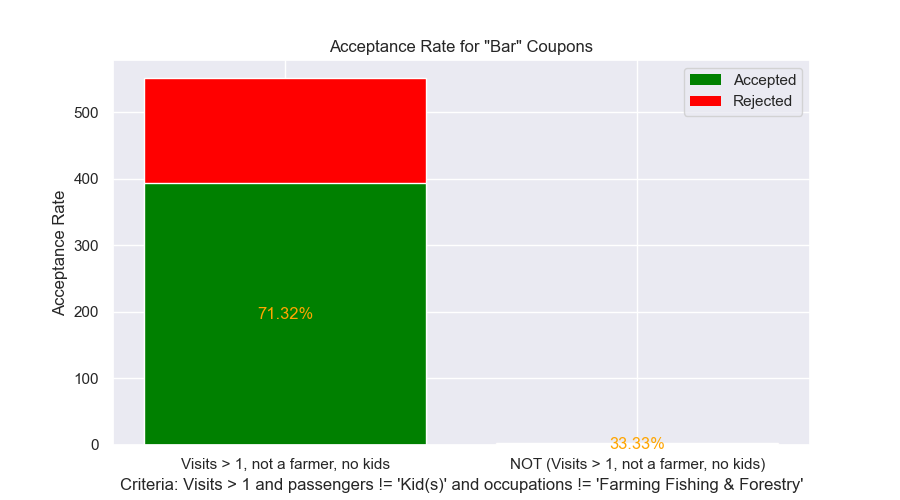 Acceptance Rate for "Bar" Coupons
Accepted
Rejected
Acceptance Rate
500
400
300
200
100
0
71.32%
33.33%
Visits > 1, not a farmer, no kids
NOT (Visits > 1, not a farmer, no kids)
Criteria: Visits > 1 and passengers != 'Kid(s)' and occupations != 'Farming Fishing & Forestry'